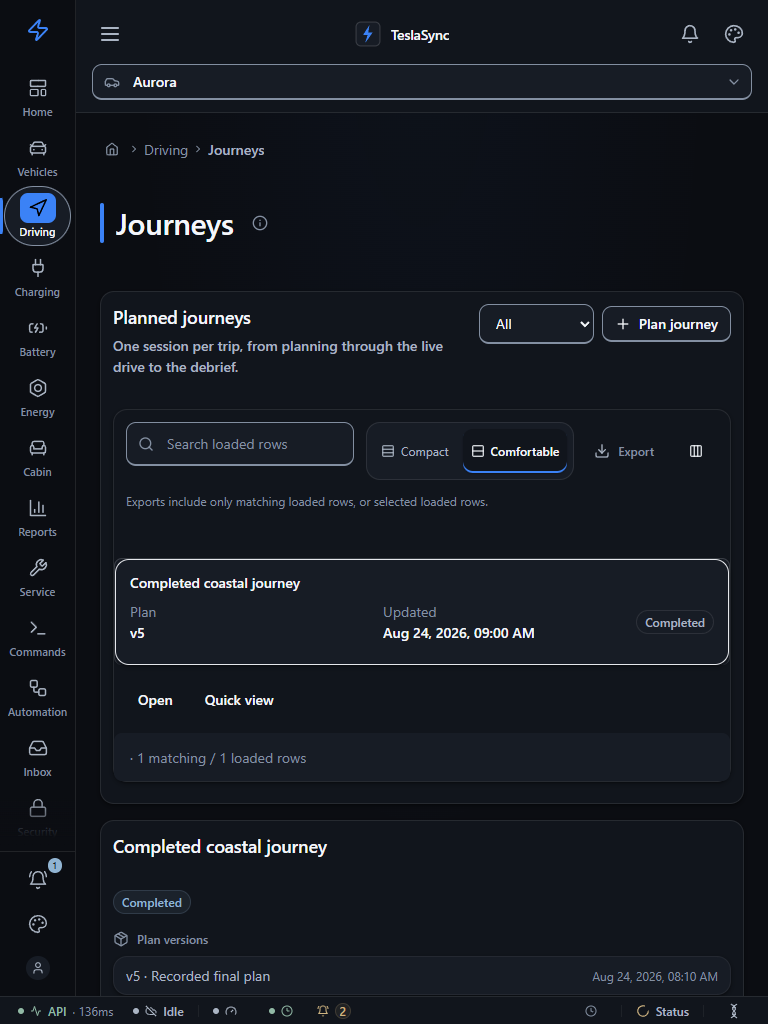 TeslaSync
Aurora
Home
Vehicles
Driving
Charging
Battery
Energy
Cabin
Reports
Service
Commands
Automation
Inbox
Security
1
Driving
Journeys
Journeys
Planned journeys
One session per trip, from planning through the live
drive to the debrief.
All
Plan journey
Search loaded rows
Compact
Comfortable
Export
Exports include only matching loaded rows, or selected loaded rows.
Completed coastal journey
Plan
v5
Updated
Aug 24, 2026, 09:00 AM
Completed
Open
Quick view
· 1 matching / 1 loaded rows
Completed coastal journey
Completed
Plan versions
v5 · Recorded final plan
Aug 24, 2026, 08:10 AM
API · 136ms
Idle
2
Status